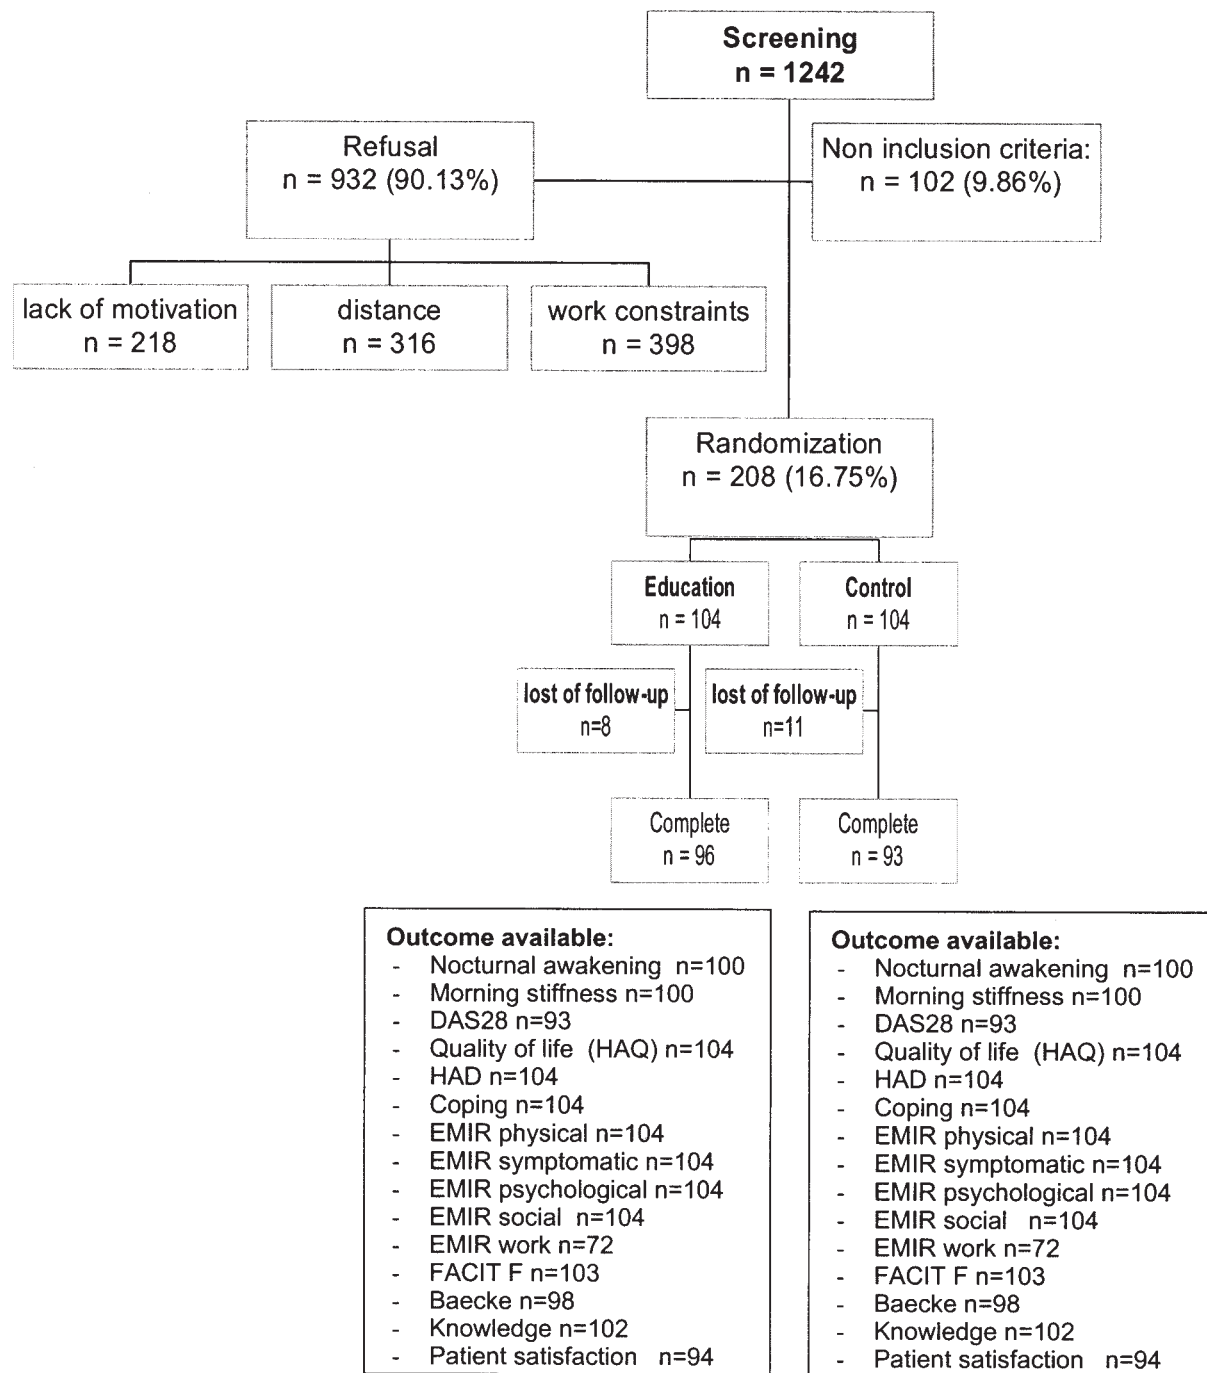 Screening
n = 1242
Refusal
n = 932 (90.13%)
Non inclusion criteria:
n = 102 (9.86%)
lack of motivation
n = 218
distance
n = 316
work constraints
n = 398
Randomization
n = 208 (16.75%)
Education
n = 104
Control
n = 104
lost of follow-up
n=8
lost of follow-up
n=11
Complete
n = 96
Complete
n = 93
Outcome available:
- Nocturnal awakening n=100
- Morning stiffness n=100
- DAS28 n=93
- Quality of life (HAQ) n=104
- HAD n=104
- Coping n=104
- EMIR physical n=104
- EMIR symptomatic n=104
- EMIR psychological n=104
- EMIR social n=104
- EMIR work n=72
- FACIT F n=103
- Baecke n=98
- Knowledge n=102
- Patient satisfaction n=94
Outcome available:
- Nocturnal awakening n=100
- Morning stiffness n=100
- DAS28 n=93
- Quality of life (HAQ) n=104
- HAD n=104
- Coping n=104
- EMIR physical n=104
- EMIR symptomatic n=104
- EMIR psychological n=104
- EMIR social n=104
- EMIR work n=72
- FACIT F n=103
- Baecke n=98
- Knowledge n=102
- Patient satisfaction n=94